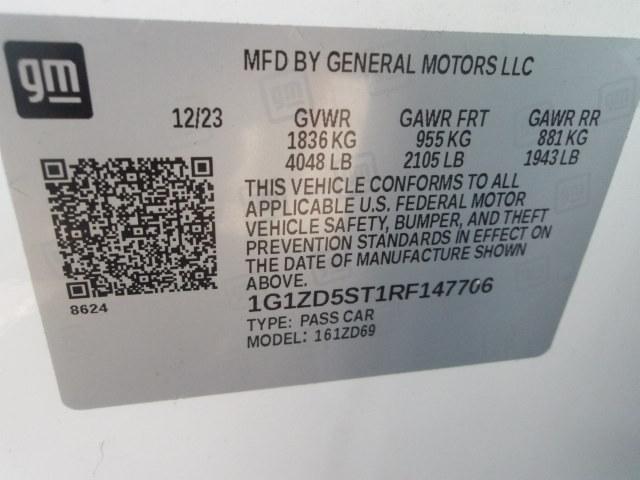 gm
MFD BY GENERAL MOTORS LLC
12/23 GVWR GAWR FRT GAWR RR
1836 KG 955 KG 881 KG
4048 LB 2105 LB 1943 LB
THIS VEHICLE CONFORMS TO ALL
APPLICABLE U.S. FEDERAL MOTOR
VEHICLE SAFETY, BUMPER, AND THEFT
PREVENTION STANDARDS IN EFFECT ON
THE DATE OF MANUFACTURE SHOWN
ABOVE.
8624
1G1ZD5ST1RF147706
TYPE: PASS CAR
MODEL: 161ZD69